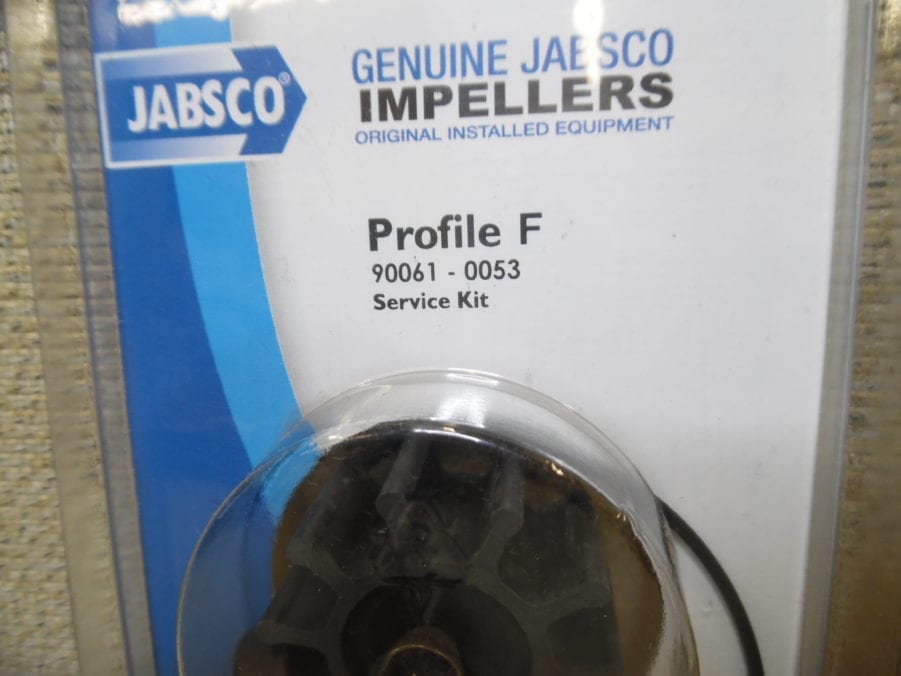 JABSCO®
GENUINE JABSCO
IMPELLERS
ORIGINAL INSTALLED EQUIPMENT
Profile F
90061 - 0053
Service Kit